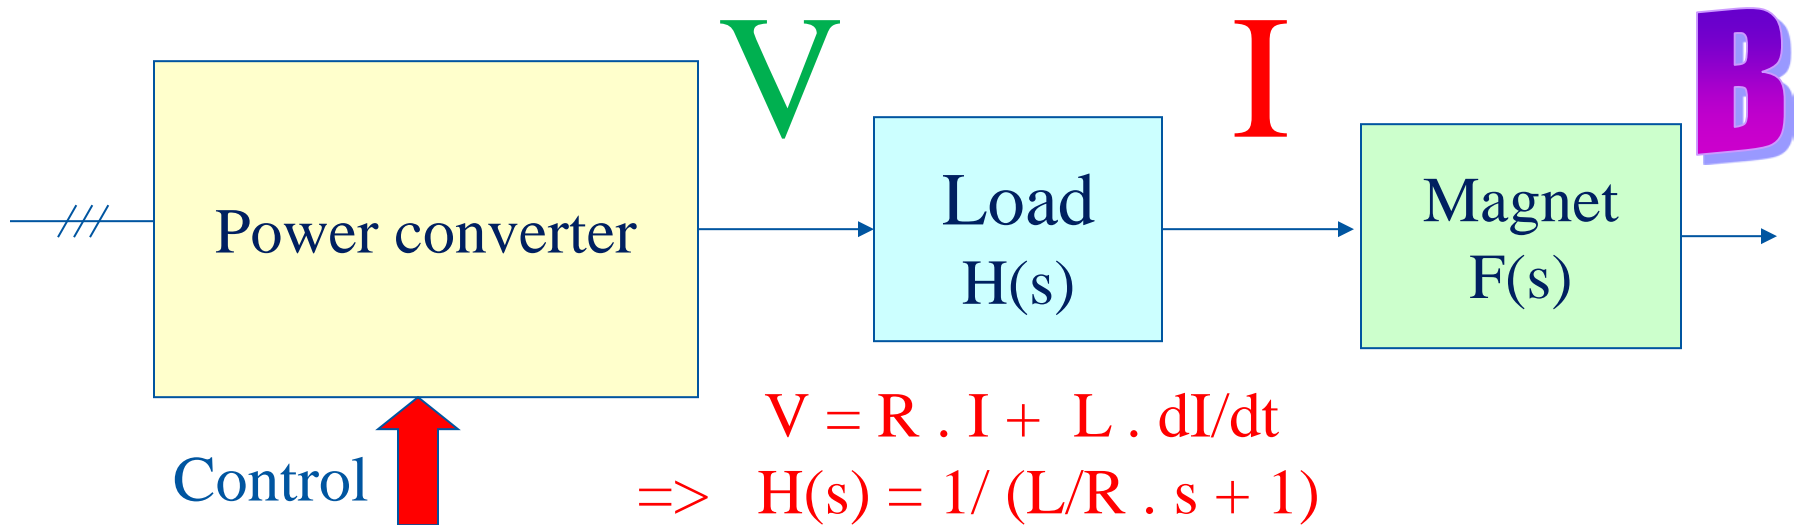 V
I
B
Power converter
Load
H(s)
Magnet
F(s)
Control
V = R . I + L . dI/dt
=> H(s) = 1/ (L/R . s + 1)